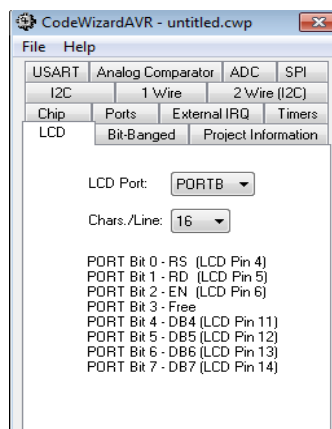 CodeWizardAVR - untitled.cwp
File Help
USART Analog Comparator ADC SPI
I2C 1 Wire 2 Wire (I2C)
Chip Ports External IRQ Timers
LCD Bit-Banged Project Information
LCD Port: PORTB
Chars./Line: 16
PORT Bit 0 - RS (LCD Pin 4)
PORT Bit 1 - RD (LCD Pin 5)
PORT Bit 2 - EN (LCD Pin 6)
PORT Bit 3 - Free
PORT Bit 4 - DB4 (LCD Pin 11)
PORT Bit 5 - DB5 (LCD Pin 12)
PORT Bit 6 - DB6 (LCD Pin 13)
PORT Bit 7 - DB7 (LCD Pin 14)